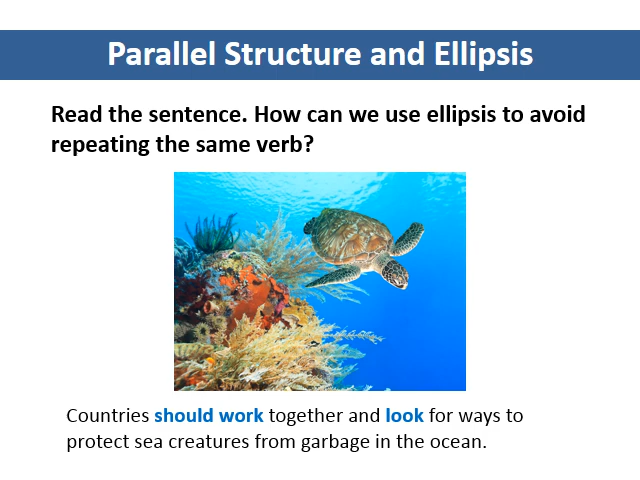 Parallel Structure and Ellipsis
Read the sentence. How can we use ellipsis to avoid
repeating the same verb?
Countries should work together and look for ways to
protect sea creatures from garbage in the ocean.